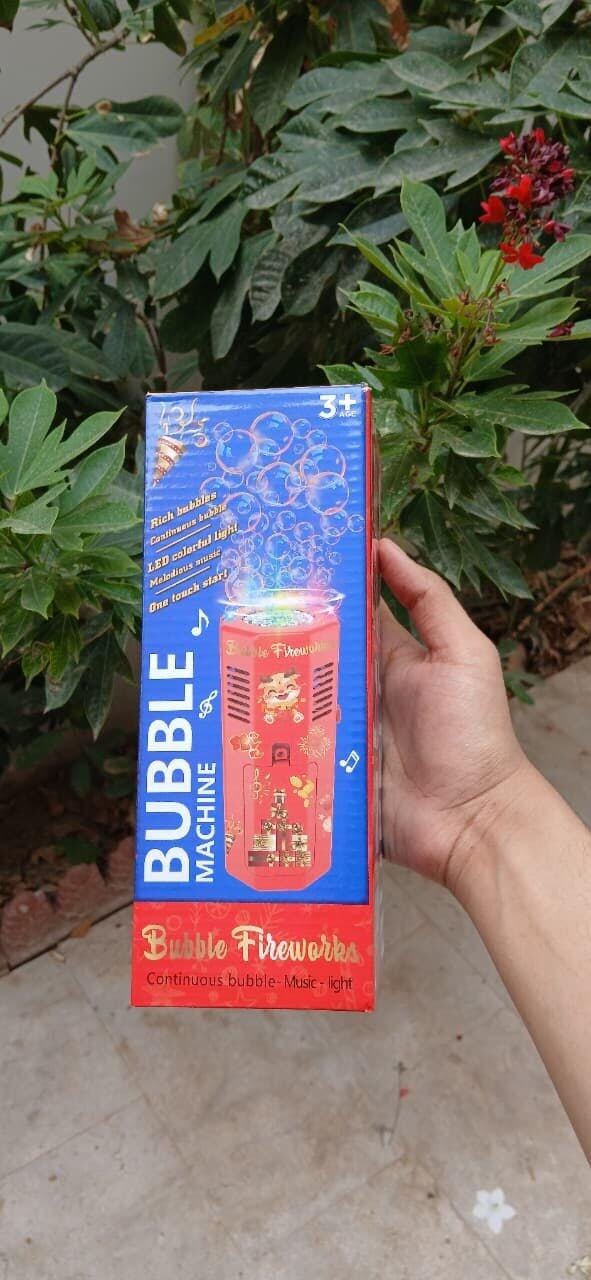 3+
AGE
Rich bubbles
Continuous bubble
LED colorful light
Melodious music
One touch start
Bubble Fireworks
BUBBLE
MACHINE
Bubble Fireworks
Continuous bubble- Music - light